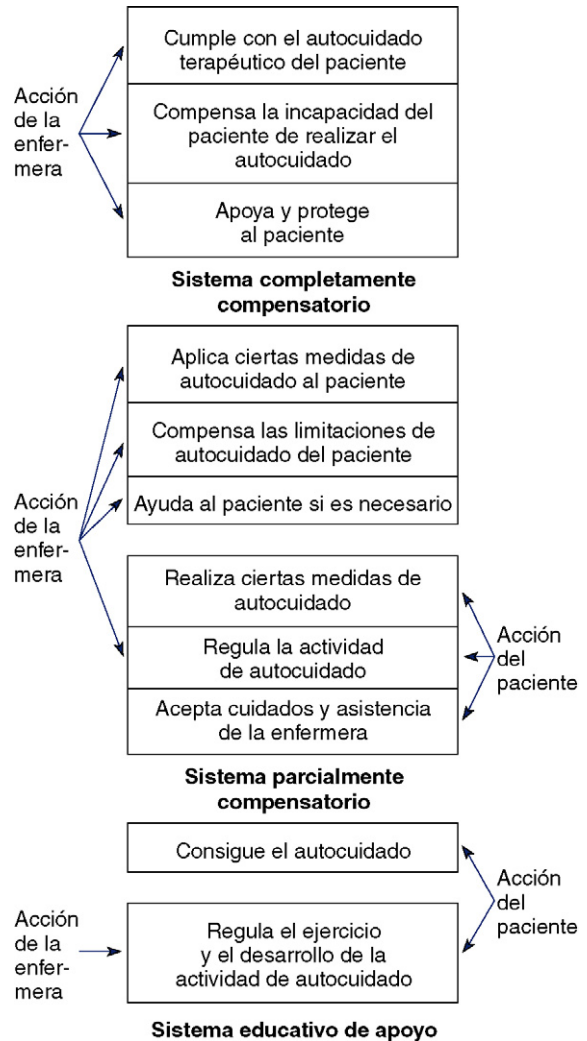 Cumple con el autocuidado
terapéutico del paciente
Acción
de la
enfer-
mera
Compensa la incapacidad del
paciente de realizar el
autocuidado
Apoya y protege
al paciente
Sistema completamente
compensatorio
Aplica ciertas medidas de
autocuidado al paciente
Compensa las limitaciones de
autocuidado del paciente
Acción
de la
enfer-
mera
Ayuda al paciente si es necesario
Realiza ciertas medidas de
autocuidado
Regula la actividad
de autocuidado
Acción
del
paciente
Acepta cuidados y asistencia
de la enfermera
Sistema parcialmente
compensatorio
Consigue el autocuidado
Acción
del
paciente
Acción
de la
enfer-
mera
Regula el ejercicio
y el desarrollo de la
actividad de autocuidado
Sistema educativo de apoyo